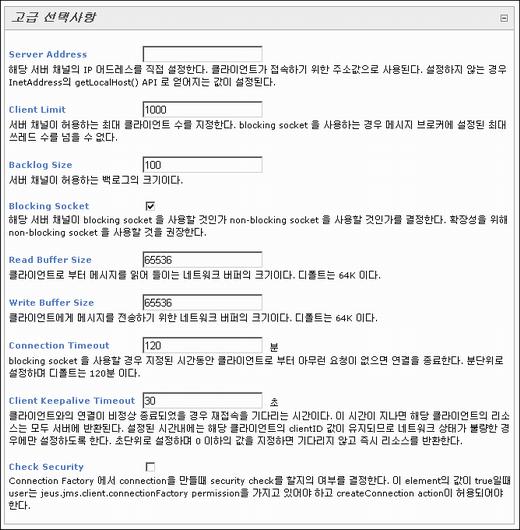 고급 선택사항
Server Address
해당 서버 채널의 IP 어드레스를 직접 설정한다. 클라이언트가 접속하기 위한 주소값으로 사용된다. 설정하지 않는 경우
InetAddress의 getLocalHost() API 로 얻어지는 값이 설정된다.
Client Limit 1000
서버 채널이 허용하는 최대 클라이언트 수를 지정한다. blocking socket 을 사용하는 경우 메시지 브로커에 설정된 최대
쓰레드 수를 넘을 수 없다.
Backlog Size 100
서버 채널이 허용하는 백로그의 크기이다.
Blocking Socket
해당 서버 채널이 blocking socket 을 사용할 것인가 non-blocking socket 을 사용할 것인가를 결정한다. 확장성을 위해
non-blocking socket 을 사용할 것을 권장한다.
Read Buffer Size 65536
클라이언트로 부터 메시지를 읽어 들이는 네트워크 버퍼의 크기이다. 디폴트는 64K 이다.
Write Buffer Size 65536
클라이언트에게 메시지를 전송하기 위한 네트워크 버퍼의 크기이다. 디폴트는 64K 이다.
Connection Timeout 120 분
blocking socket 을 사용할 경우 지정된 시간동안 클라이언트로 부터 아무런 요청이 없으면 연결을 종료한다. 분단위로
설정하며 디폴트는 120분 이다.
Client Keepalive Timeout 30 초
클라이언트와의 연결이 비정상 종료되었을 경우 재접속을 기다리는 시간이다. 이 시간이 지나면 해당 클라이언트의 리소
스는 모두 서버에 반환된다. 설정된 시간내에는 해당 클라이언트의 clientID 값이 유지되므로 네트워크 상태가 불량한 경
우에만 설정하도록 한다. 초단위로 설정하며 0 이하의 값을 지정하면 기다리지 않고 즉시 리소스를 반환한다.
Check Security
Connection Factory 에서 connection을 만들때 security check를 할지의 여부를 결정한다. 이 element의 값이 true일때
user는 jeus.jms.client.connectionFactory permission을 가지고 있어야 하고 createConnection action이 허용되어야
한다.